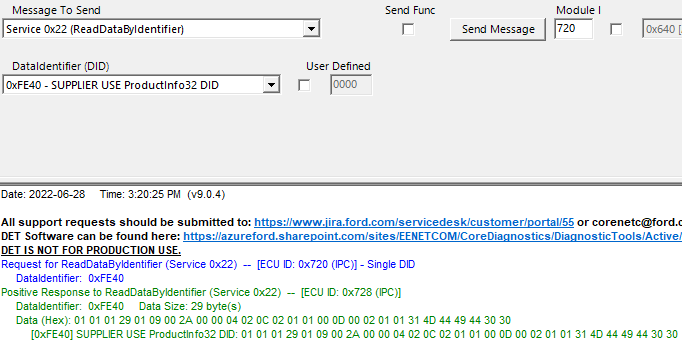 Message To Send
Send Func
Module I
Service 0x22 (ReadDataByIdentifier)
Send Message
720
0x640 [
DataIdentifier (DID)
User Defined
0xFE40 - SUPPLIER USE ProductInfo32 DID
0000
Date: 2022-06-28 Time: 3:20:25 PM (v9.0.4)
All support requests should be submitted to: https://www.jira.ford.com/servicedesk/customer/portal/55 or corenetc@ford.c
DET Software can be found here: https://azureford.sharepoint.com/sites/EENETCOM/CoreDiagnostics/DiagnosticTools/Active/
DET IS NOT FOR PRODUCTION USE.
Request for ReadDataByIdentifier (Service 0x22) -- [ECU ID: 0x720 (IPC)] - Single DID
DataIdentifier: 0xFE40
Positive Response to ReadDataByIdentifier (Service 0x22) -- [ECU ID: 0x728 (IPC)]
DataIdentifier: 0xFE40 Data Size: 29 byte(s)
Data (Hex): 01 01 01 29 01 09 00 2A 00 00 04 02 0C 02 01 01 00 0D 00 02 01 01 31 4D 44 49 44 30 30
[0xFE40] SUPPLIER USE ProductInfo32 DID: 01 01 01 29 01 09 00 2A 00 00 04 02 0C 02 01 01 00 0D 00 02 01 01 31 4D 44 49 44 30 30